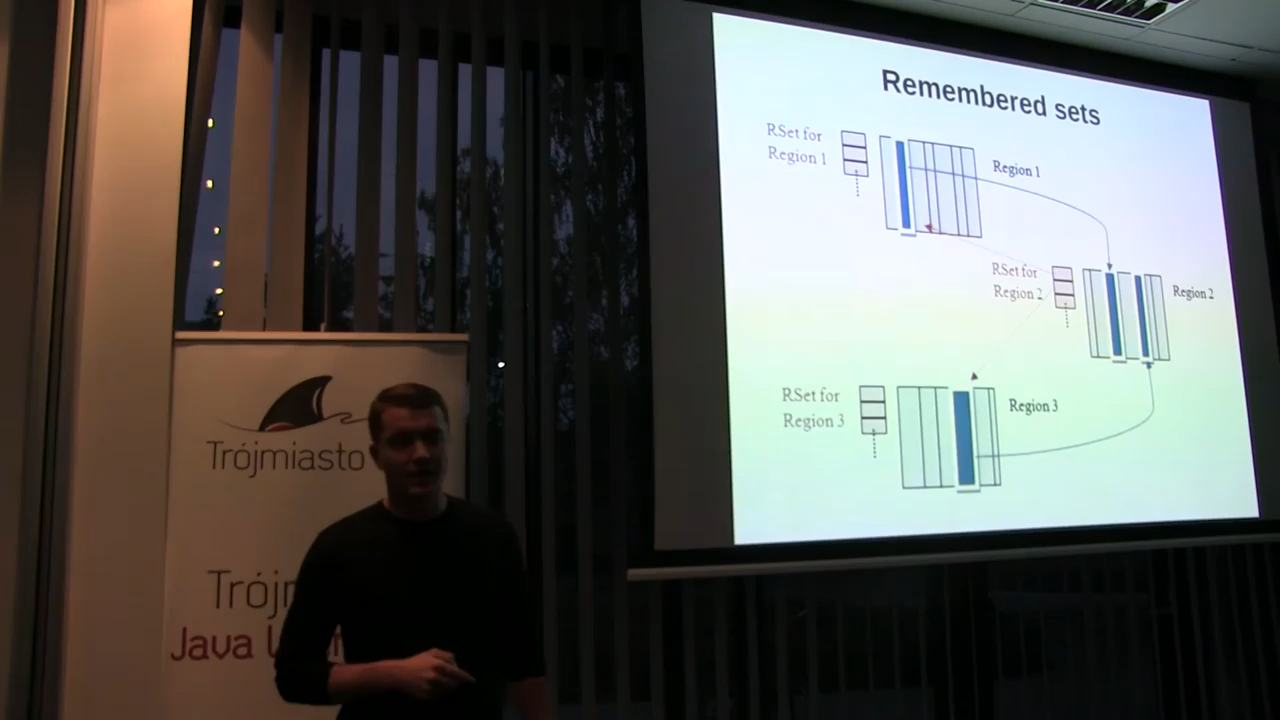 Remembered sets
RSet for
Region 1
Region 1
RSet for
Region 2
Region 2
RSet for
Region 3
Region 3
Trójmiasto
Java